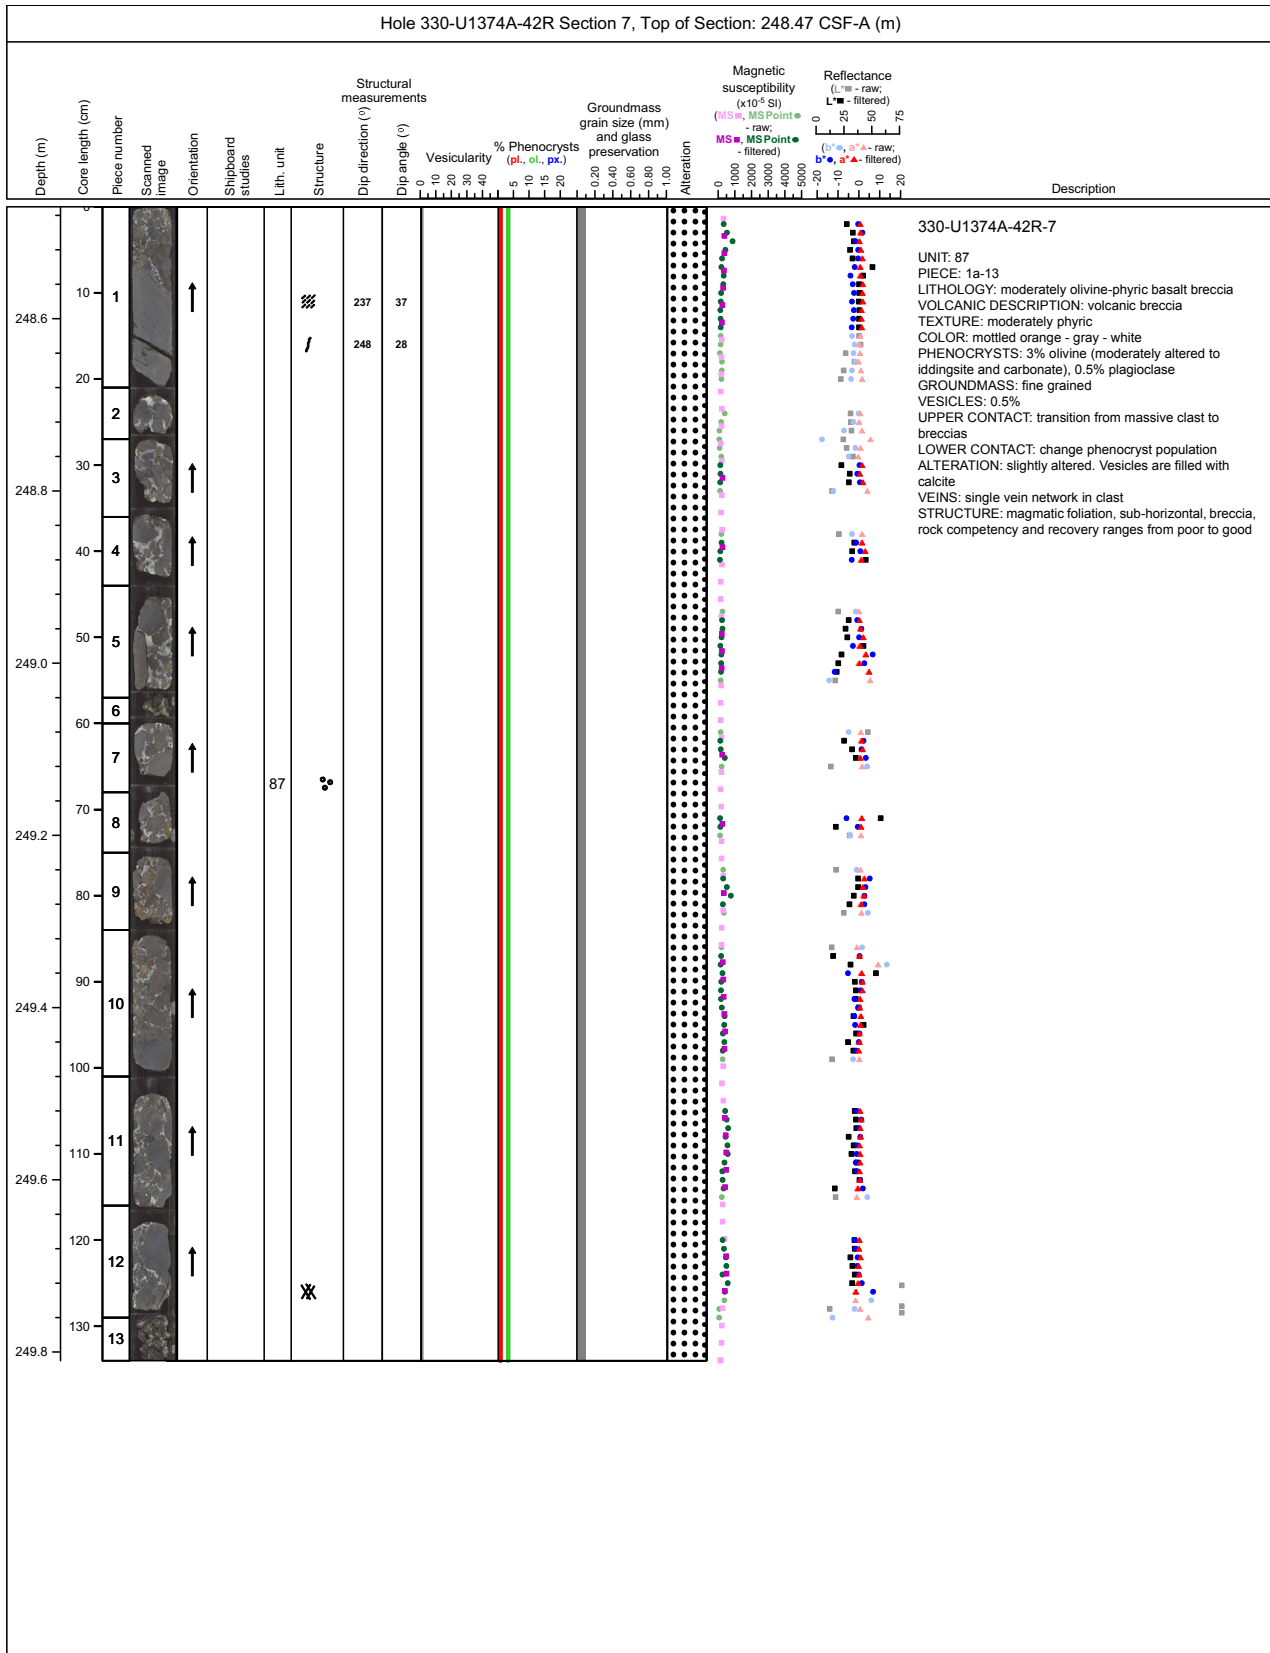 Hole 330-U1374A-42R Section 7, Top of Section: 248.47 CSF-A (m)
Depth (m)
Core length (cm)
Piece number
Scanned
image
Orientation
Shipboard
studies
Lith. unit
Structure
Structural
measurements
Dip direction (°)
Dip angle (°)
Vesicularity
0 10 20 30 40
% Phenocrysts
(pl., ol., px.)
5 10 15 20
Groundmass
grain size (mm)
and glass
preservation
0.20 0.40 0.60 0.80 1.00
Alteration
Magnetic
susceptibility
(x10-5 SI)
(MS■, MSPoint●
- raw;
MS■, MSPoint●
- filtered)
0 1000 2000 3000 4000 5000
Reflectance
(L*■ - raw;
L*■ - filtered)
0 25 50 75
(b*●, a*▲- raw;
b*●, a*▲- filtered)
-20 -10 0 10 20
Description
0
10
20
30
40
50
60
70
80
90
100
110
120
130
248.6
248.8
249.0
249.2
249.4
249.6
249.8
1
2
3
4
5
6
7
8
9
10
11
12
13
87
237 37
248 28
330-U1374A-42R-7
UNIT: 87
PIECE: 1a-13
LITHOLOGY: moderately olivine-phyric basalt breccia
VOLCANIC DESCRIPTION: volcanic breccia
TEXTURE: moderately phyric
COLOR: mottled orange - gray - white
PHENOCRYSTS: 3% olivine (moderately altered to
iddingsite and carbonate), 0.5% plagioclase
GROUNDMASS: fine grained
VESICLES: 0.5%
UPPER CONTACT: transition from massive clast to
breccias
LOWER CONTACT: change phenocryst population
ALTERATION: slightly altered. Vesicles are filled with
calcite
VEINS: single vein network in clast
STRUCTURE: magmatic foliation, sub-horizontal, breccia,
rock competency and recovery ranges from poor to good